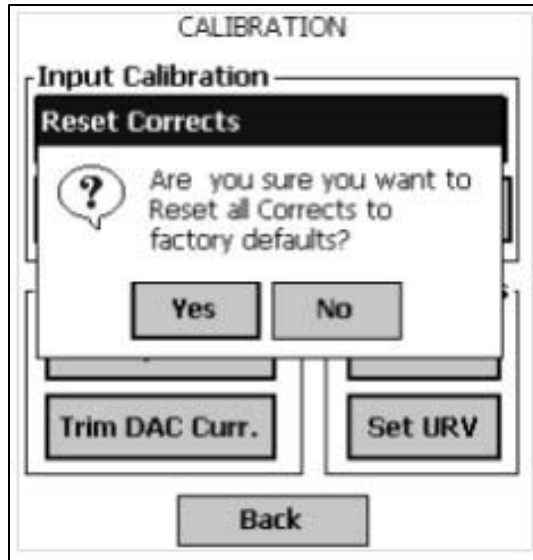 CALIBRATION
Input Calibration
Reset Corrects
Are you sure you want to
Reset all Corrects to
factory defaults?
Yes No
Trim DAC Curr. Set URV
Back